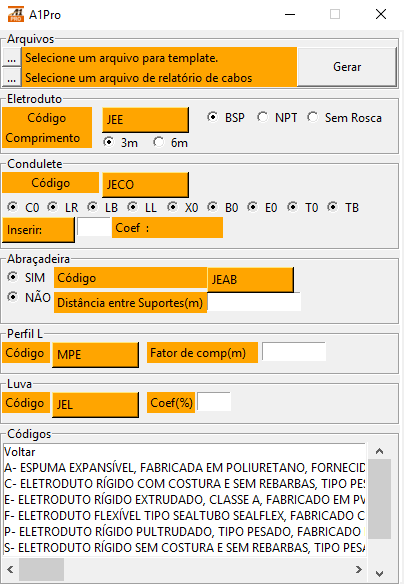 A1 PRO A1Pro
Arquivos
... Selecione um arquivo para template.
... Selecione um arquivo de relatório de cabos
Gerar
Eletroduto
Código JEE BSP NPT Sem Rosca
Comprimento 3m 6m
Condulete
Código JECO
C0 LR LB LL X0 B0 E0 T0 TB
Inserir: Coef :
Abraçadeira
SIM Código JEAB
NÃO Distância entre Suportes(m)
Perfil L
Código MPE Fator de comp(m)
Luva
Código JEL Coef(%)
Códigos
Voltar
A- ESPUMA EXPANSÍVEL, FABRICADA EM POLIURETANO, FORNECID
C- ELETRODUTO RÍGIDO COM COSTURA E SEM REBARBAS, TIPO PES
E- ELETRODUTO RÍGIDO EXTRUDADO, CLASSE A, FABRICADO EM PV
F- ELETRODUTO FLEXÍVEL TIPO SEALTUBO SEALFLEX, FABRICADO C
P- ELETRODUTO RÍGIDO PULTRUDADO, TIPO PESADO, FABRICADO
S- ELETRODUTO RÍGIDO SEM COSTURA E SEM REBARBAS, TIPO PESA